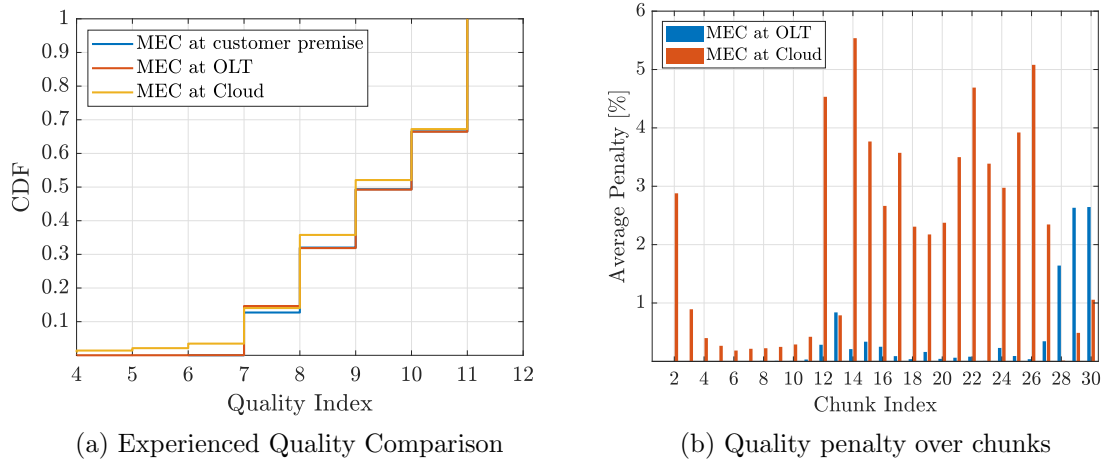 1
0.9
0.8
0.7
0.6
0.5
0.4
0.3
0.2
0.1
CDF
MEC at customer premise
MEC at OLT
MEC at Cloud
4 5 6 7 8 9 10 11 12
Quality Index
(a) Experienced Quality Comparison
6
5
4
3
2
1
Average Penalty [%]
MEC at OLT
MEC at Cloud
2 4 6 8 10 12 14 16 18 20 22 24 26 28 30
Chunk Index
(b) Quality penalty over chunks